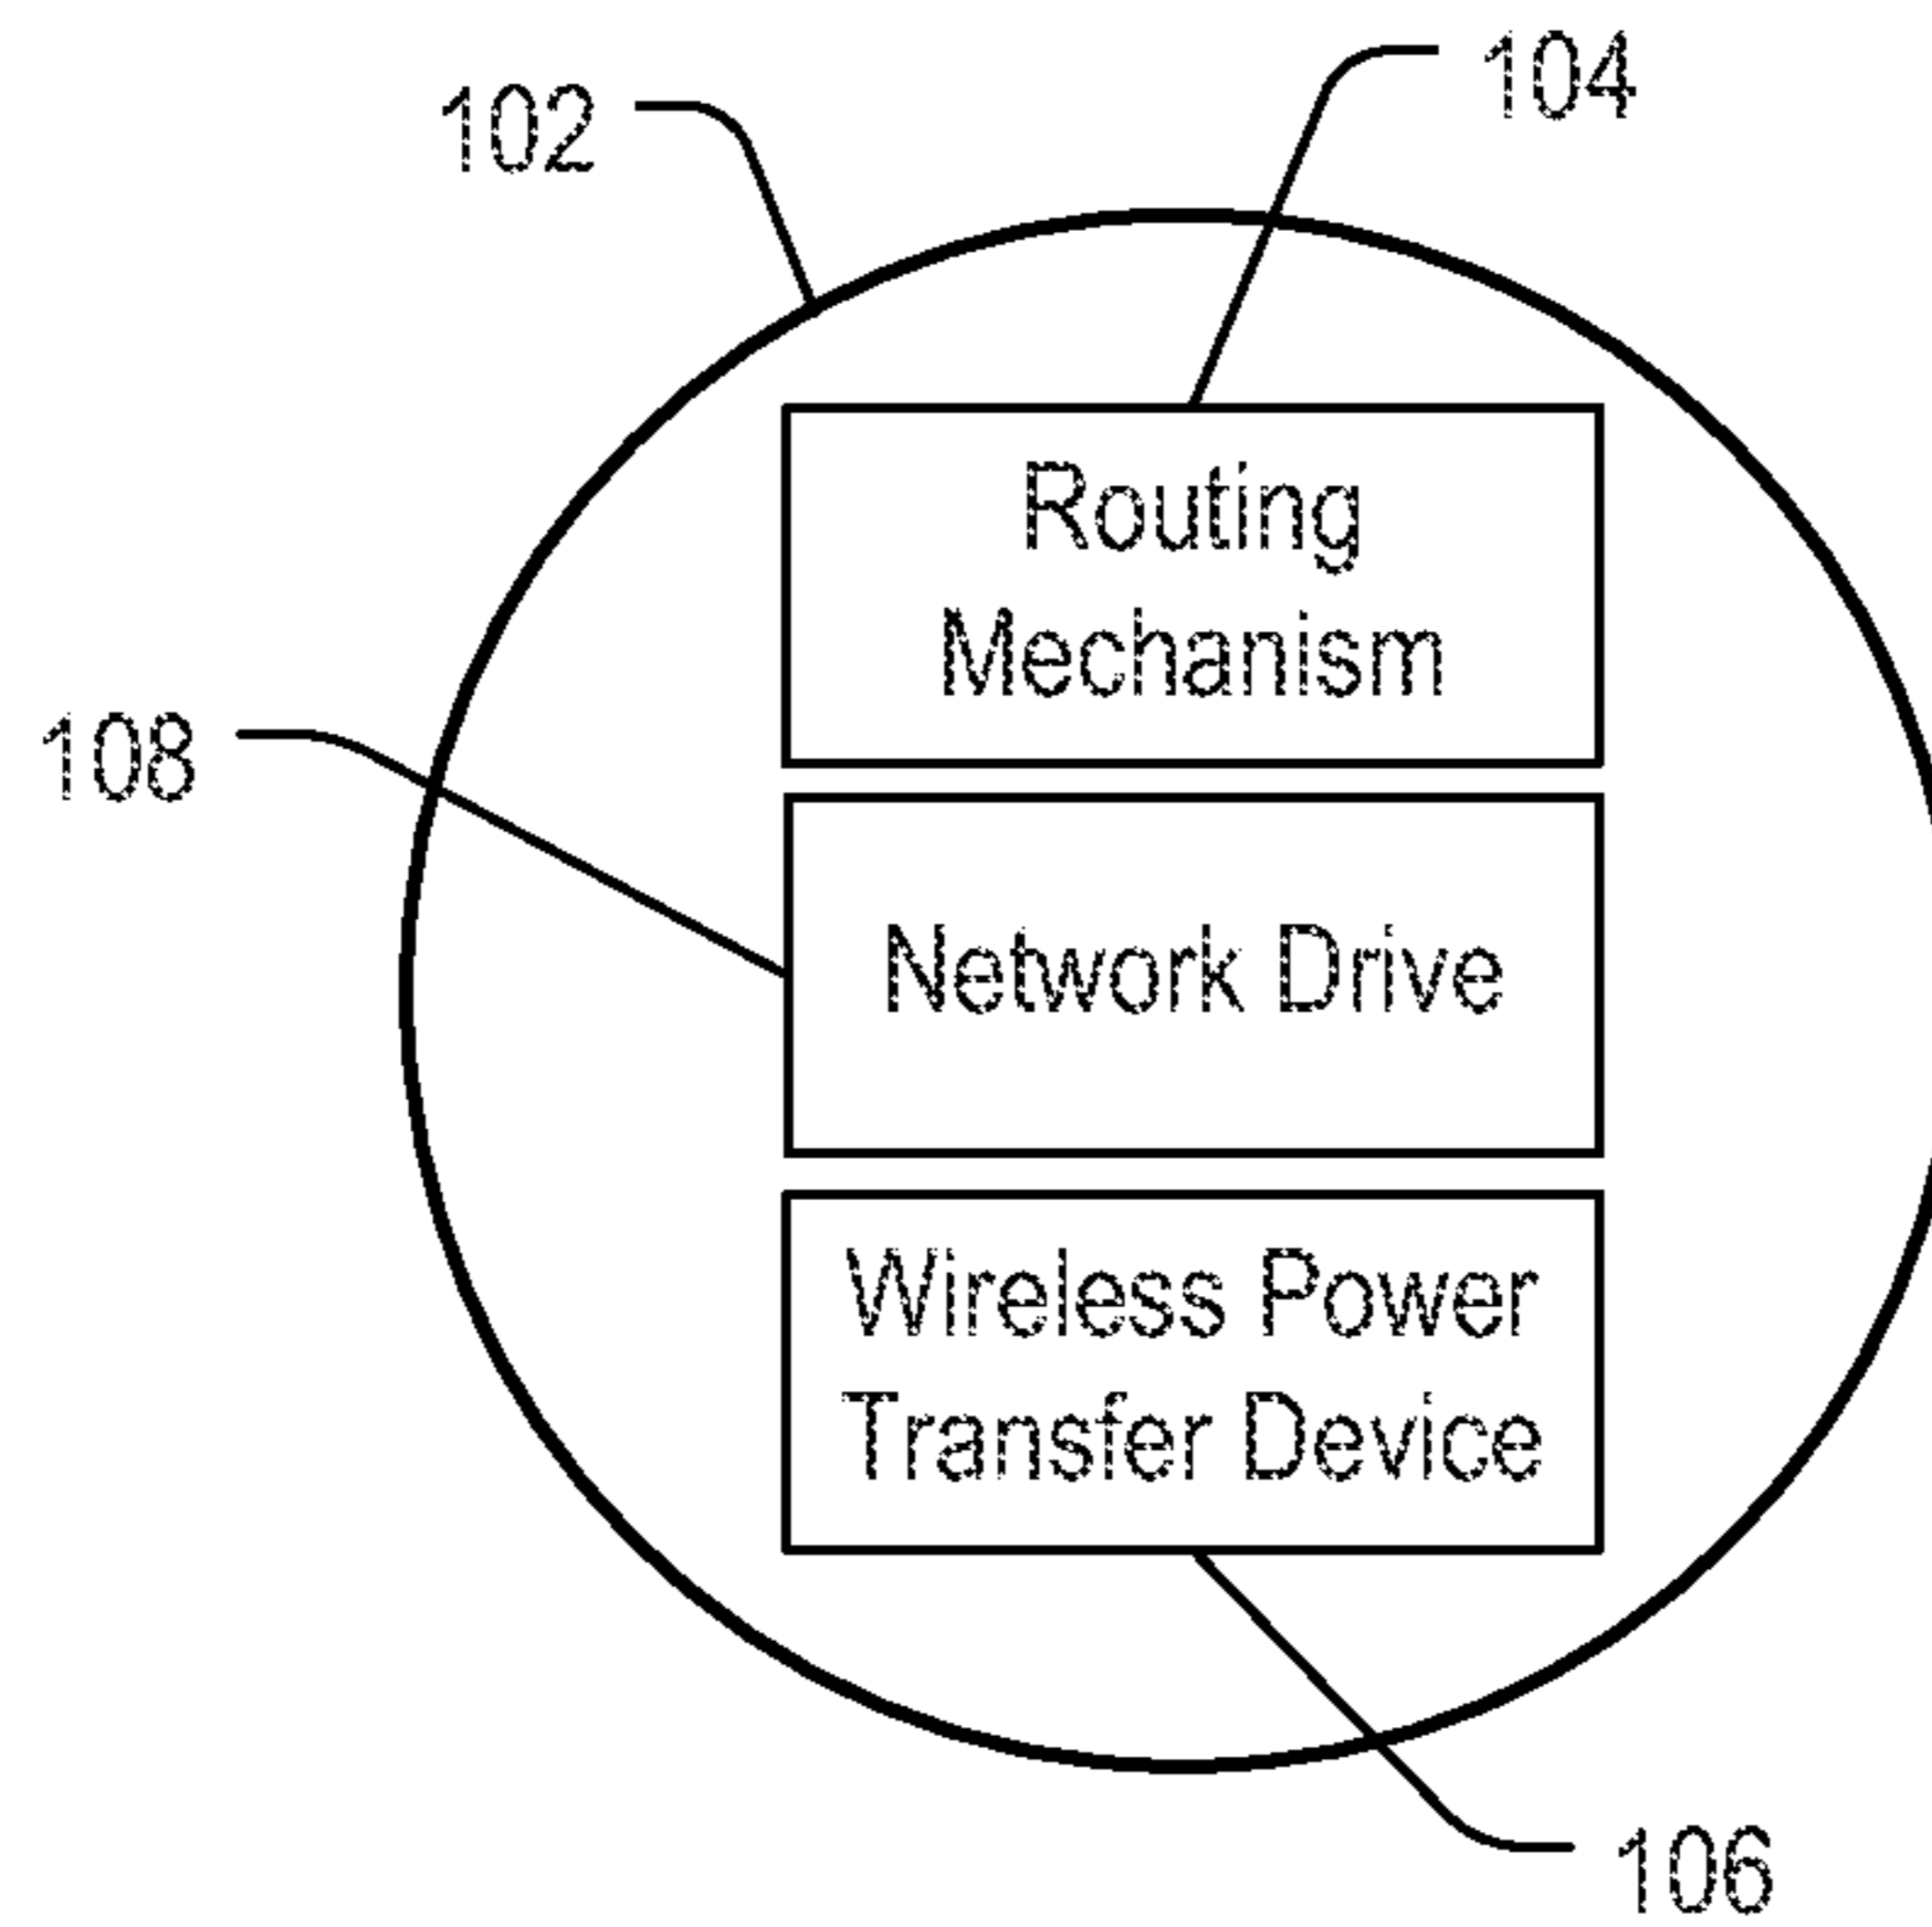 104
102
Routing
Mechanism
108
Network Drive
Wireless Power
Transfer Device
106